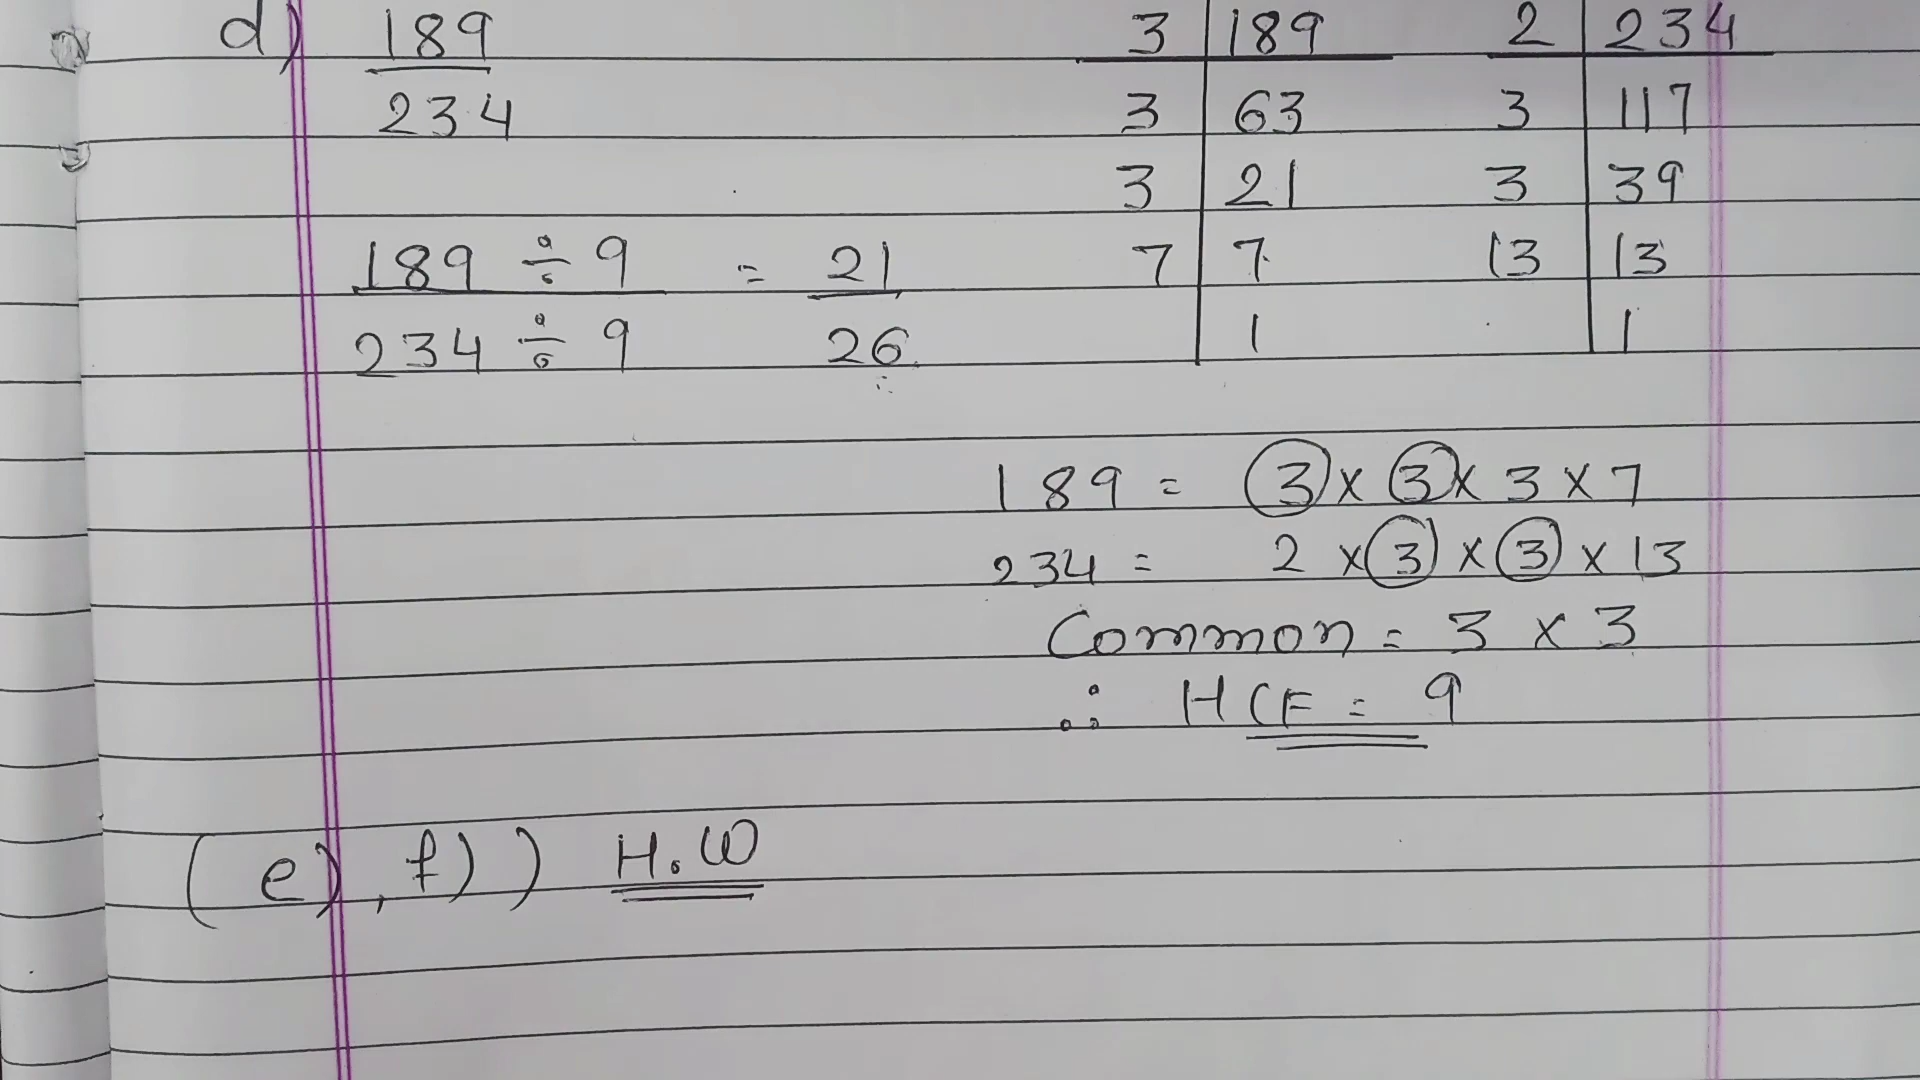 d) 189
234
189 ÷ 9 = 21
234 ÷ 9 26
3 | 189
3 | 63
3 | 21
7 | 7
1
2 | 234
3 | 117
3 | 39
13 | 13
1
189 = 3 x 3 x 3 x 7
234 = 2 x 3 x 3 x 13
Common = 3 x 3
∴ HCF = 9
(e), f)) H.W